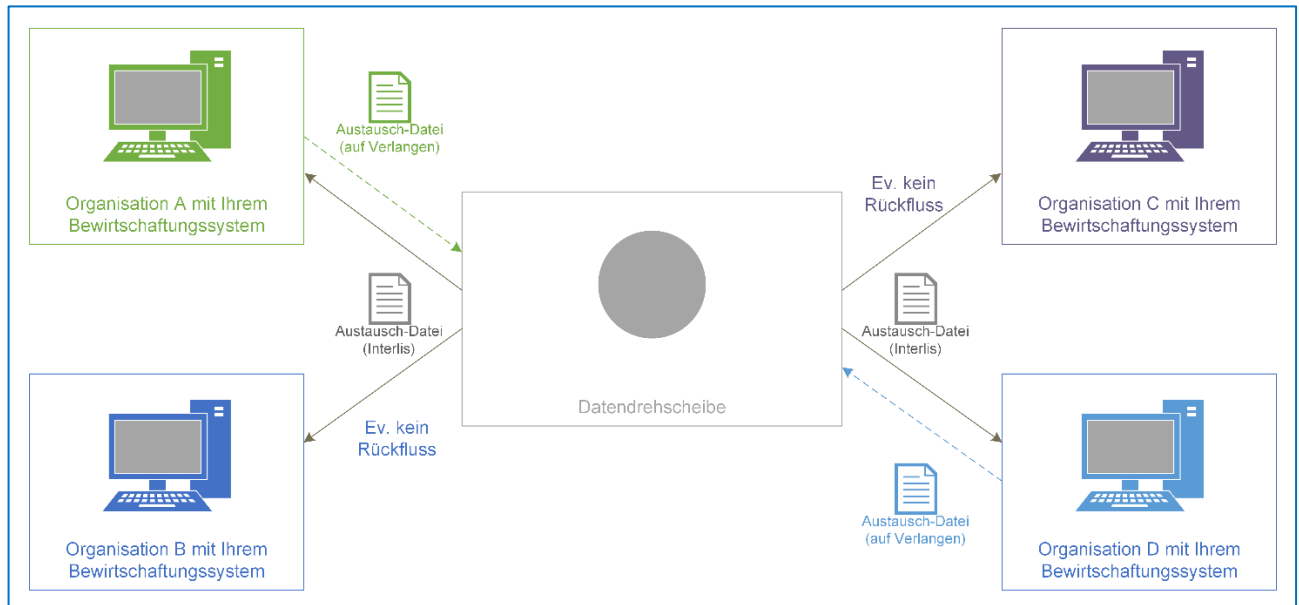 Austausch-Datei
(auf Verlangen)
Organisation A mit Ihrem
Bewirtschaftungssystem
Ev. kein
Rückfluss
Organisation C mit Ihrem
Bewirtschaftungssystem
Austausch-Datei
(Interlis)
Austausch-Datei
(Interlis)
Datendrehscheibe
Ev. kein
Rückfluss
Organisation B mit Ihrem
Bewirtschaftungssystem
Austausch-Datei
(auf Verlangen)
Organisation D mit Ihrem
Bewirtschaftungssystem